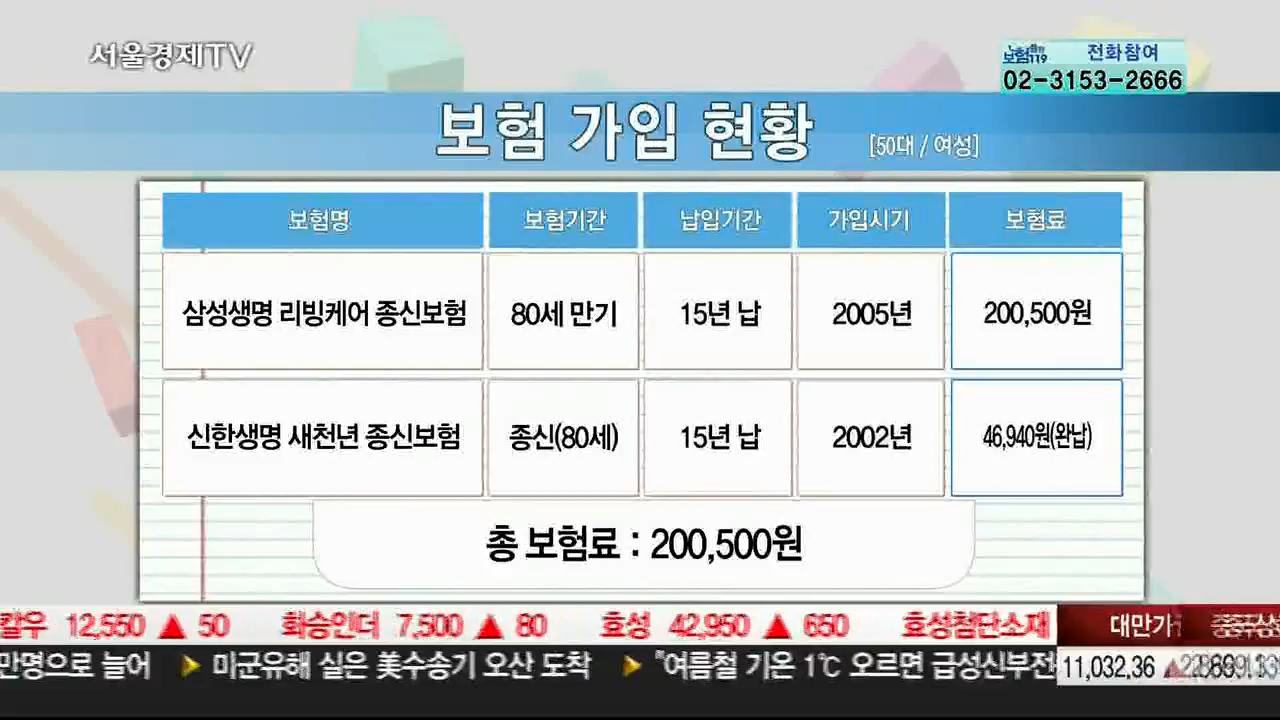 서울경제TV
보험119 전화참여
02-3153-2666
보험 가입 현황 [50대 / 여성]
보험명 보험기간 납입기간 가입시기 보험료
삼성생명 리빙케어 종신보험 80세 만기 15년 납 2005년 200,500원
신한생명 새천년 종신보험 종신(80세) 15년 납 2002년 46,940원(완납)
총 보험료 : 200,500원
칼우 12,550 ▲ 50 화승인더 7,500 ▲ 80 효성 42,950 ▲ 650 효성첨단소재 대만가
만명으로 늘어 ▶ 미군유해 실은 美수송기 오산 도착 ▶ "여름철 기온 1℃ 오르면 급성신부전 11,032.36 ▲